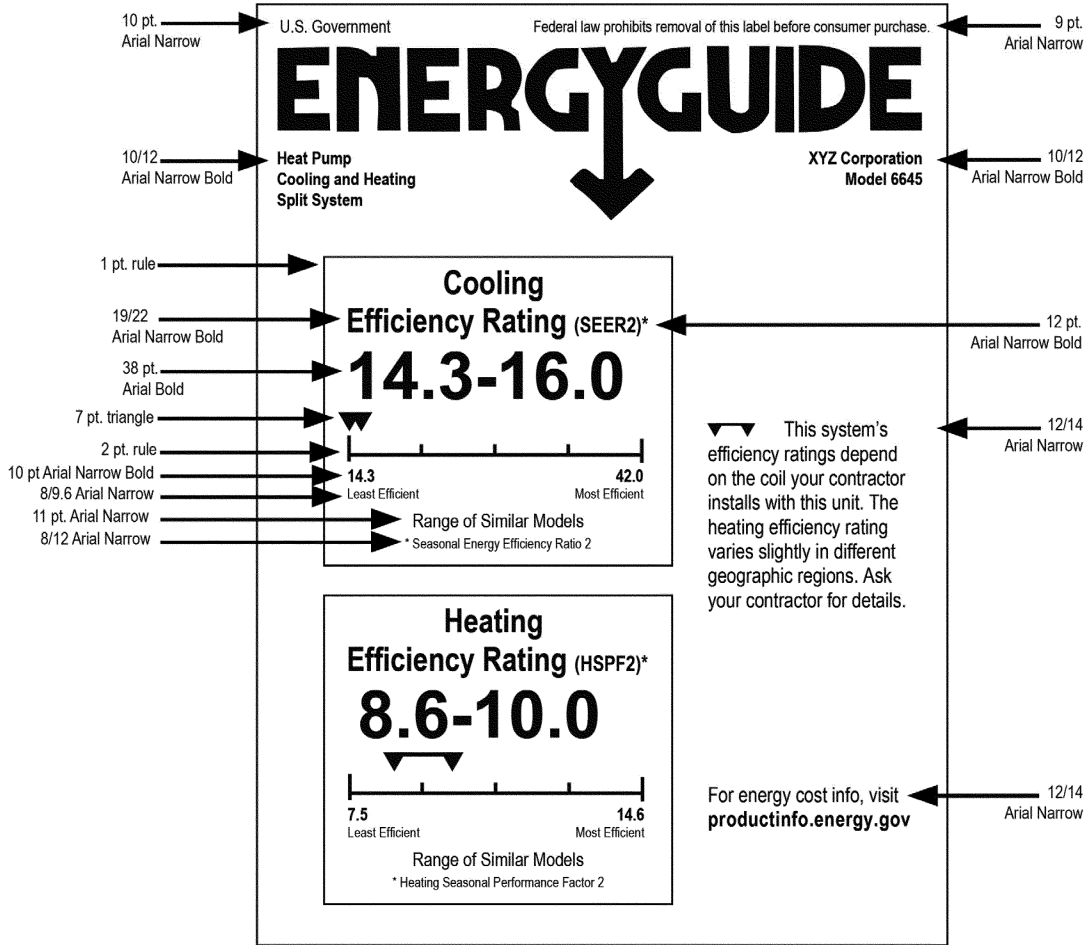 10 pt.
Arial Narrow
U.S. Government
Federal law prohibits removal of this label before consumer purchase.
9 pt.
Arial Narrow
ENERGYGUIDE
10/12
Arial Narrow Bold
Heat Pump
Cooling and Heating
Split System
XYZ Corporation
Model 6645
10/12
Arial Narrow Bold
1 pt. rule
Cooling
19/22
Arial Narrow Bold
Efficiency Rating (SEER2)*
12 pt.
Arial Narrow Bold
38 pt.
Arial Bold
14.3-16.0
7 pt. triangle
2 pt. rule
10 pt Arial Narrow Bold
14.3
42.0
8/9.6 Arial Narrow
Least Efficient
Most Efficient
11 pt. Arial Narrow
Range of Similar Models
8/12 Arial Narrow
* Seasonal Energy Efficiency Ratio 2
This system's
efficiency ratings depend
on the coil your contractor
installs with this unit. The
heating efficiency rating
varies slightly in different
geographic regions. Ask
your contractor for details.
12/14
Arial Narrow
Heating
Efficiency Rating (HSPF2)*
8.6-10.0
7.5
14.6
Least Efficient
Most Efficient
Range of Similar Models
* Heating Seasonal Performance Factor 2
For energy cost info, visit
productinfo.energy.gov
12/14
Arial Narrow